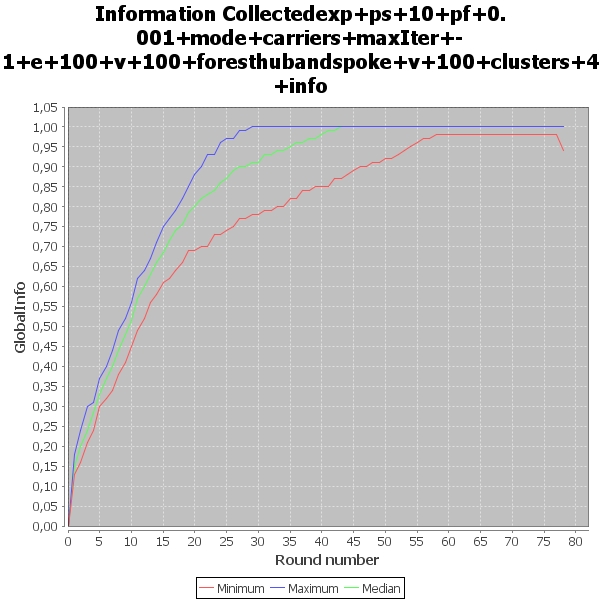 Information Collectedexp+ps+10+pf+0.
001+mode+carriers+maxIter+-
1+e+100+v+100+foresthubandspoke+v+100+clusters+4
+info
1,05
1,00
0,95
0,90
0,85
0,80
0,75
0,70
0,65
0,60
0,55
0,50
0,45
0,40
0,35
0,30
0,25
0,20
0,15
0,10
0,05
0,00
GlobalInfo
0 5 10 15 20 25 30 35 40 45 50 55 60 65 70 75 80
Round number
Minimum Maximum Median